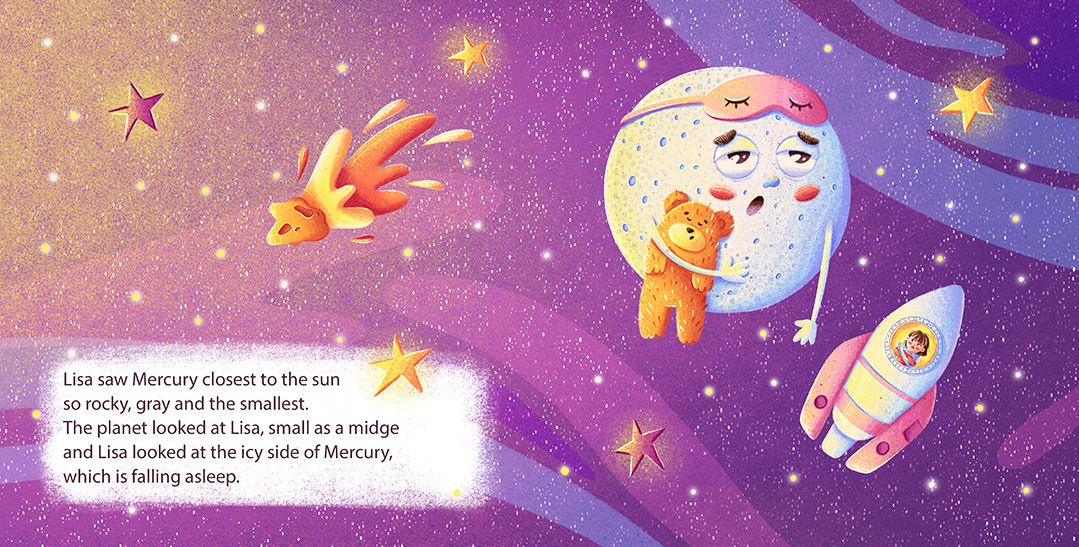 Lisa saw Mercury closest to the sun
so rocky, gray and the smallest.
The planet looked at Lisa, small as a midge
and Lisa looked at the icy side of Mercury,
which is falling asleep.